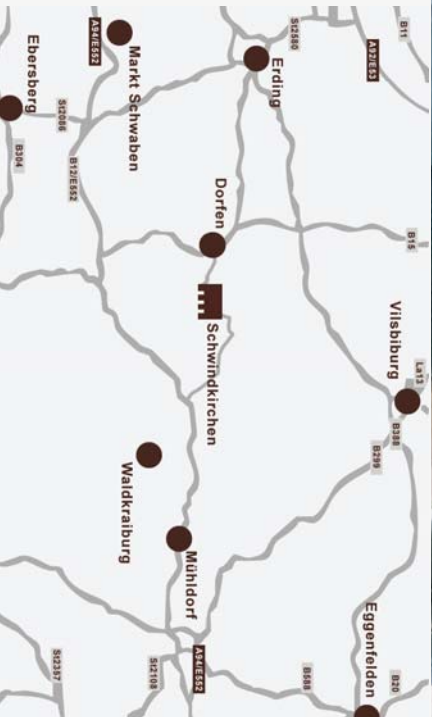 B11
B15
La13
Vilsbiburg
B388
B20
A92/E53
B299
Eggenfelden
B588
St2580
Erding
Dorfen
Schwindkirchen
A94/E552
Mühldorf
St2108
Markt Schwaben
Waldkraiburg
A94/E552
B12/E552
St2086
St2357
Ebersberg
B304